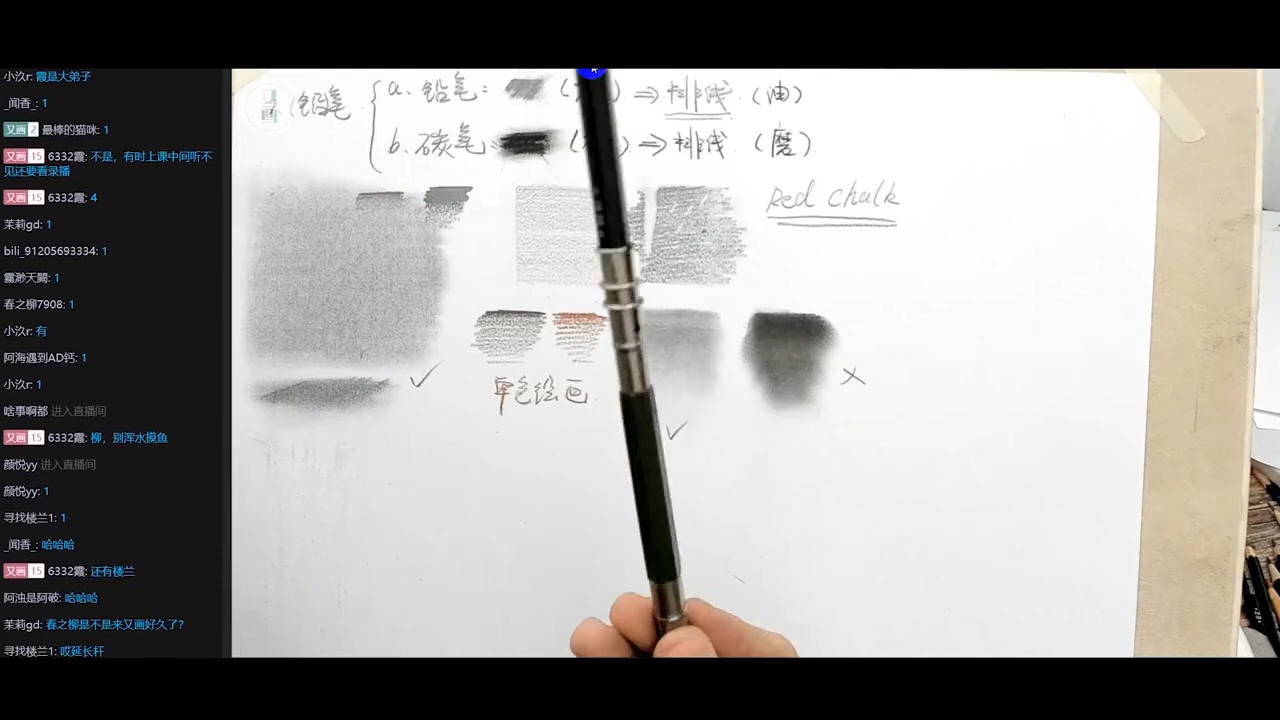 小汣r: 霞是大弟子
_闻香_: 1
又画 2 最棒的猫咪: 1
又画 15 6332霞: 不是，有时上课中间听不
见还要看录播
又画 15 6332霞: 4
茉莉gd: 1
bili_91205693334: 1
霧渺天闕: 1
春之柳7908: 1
小汣r: 有
阿海遇到AD钙: 1
小汣r: 1
啥事啊都 进入直播间
又画 15 6332霞: 柳，别浑水摸鱼
颜悦yy 进入直播间
颜悦yy: 1
寻找楼兰1: 1
_闻香_: 哈哈哈
又画 15 6332霞: 还有楼兰
阿浊是阿破: 哈哈哈
茉莉gd: 春之柳是不是来又画好久了?
寻找楼兰1: 哎延长杆
铅笔
a. 铅笔: ⇒ 排线. (油)
b. 碳笔: ⇒ 排线 (磨)
Red chalk
单色绘画